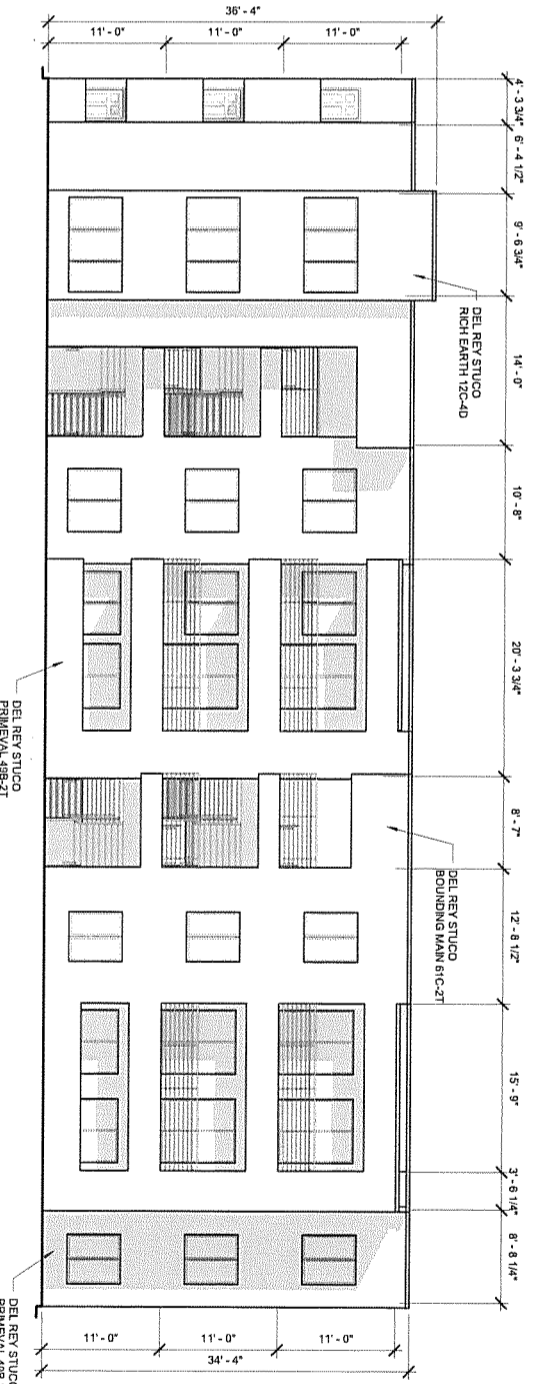 36' - 4"
11' - 0"
11' - 0"
11' - 0"
4' - 3 3/4"
6' - 4 1/2"
9' - 6 3/4"
14' - 0"
10' - 8"
20' - 3 3/4"
8' - 7"
12' - 8 1/2"
15' - 9"
3' - 6 1/4"
8' - 8 1/4"
DEL REY STUCO
RICH EARTH 12C-4D
DEL REY STUCO
BOUNDING MAIN 61C-2T
DEL REY STUCO
PRIMEVAL 49B-2T
DEL REY STUCO
PRIMEVAL 49B
11' - 0"
11' - 0"
11' - 0"
34' - 4"